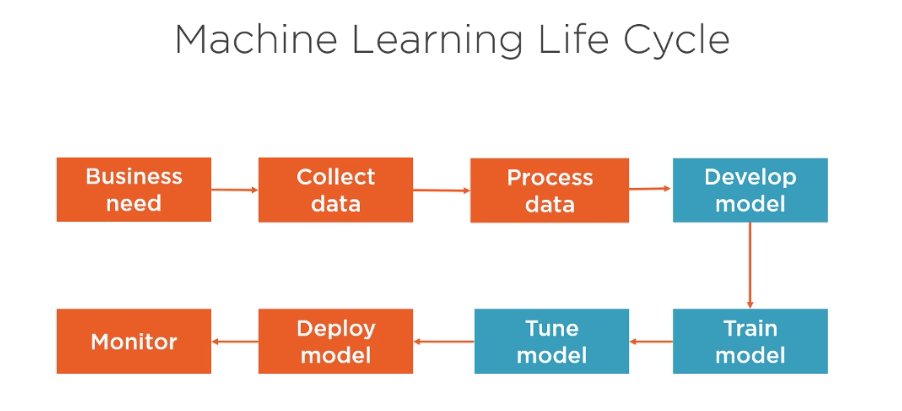 Machine Learning Life Cycle
Business
need
Collect
data
Process
data
Develop
model
Monitor
Deploy
model
Tune
model
Train
model